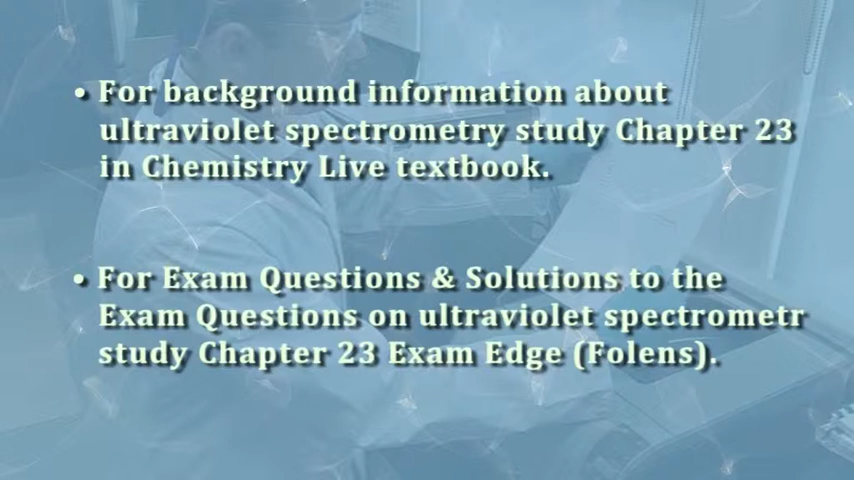 • For background information about
ultraviolet spectrometry study Chapter 23
in Chemistry Live textbook.
• For Exam Questions & Solutions to the
Exam Questions on ultraviolet spectrometr
study Chapter 23 Exam Edge (Folens).